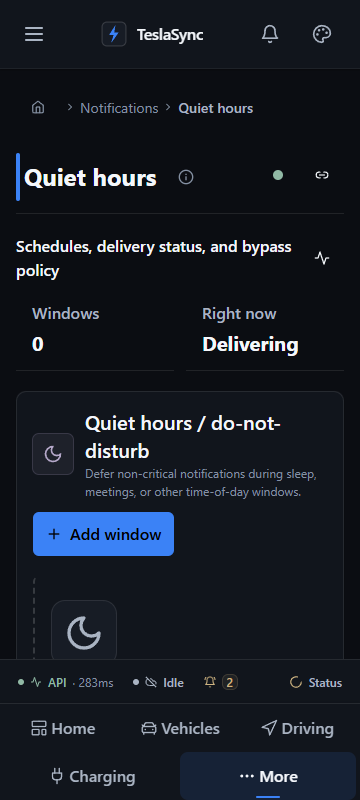 TeslaSync
Notifications Quiet hours
Quiet hours
Schedules, delivery status, and bypass
policy
Windows
0
Right now
Delivering
Quiet hours / do-not-
disturb
Defer non-critical notifications during sleep,
meetings, or other time-of-day windows.
Add window
API · 283ms Idle 2 Status
Home Vehicles Driving
Charging More